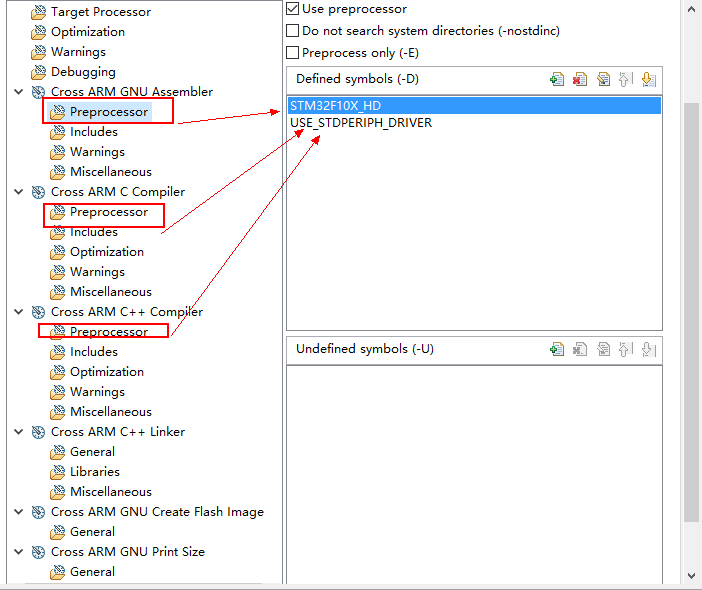 Target Processor
Optimization
Warnings
Debugging
Cross ARM GNU Assembler
Preprocessor
Includes
Warnings
Miscellaneous
Cross ARM C Compiler
Preprocessor
Includes
Optimization
Warnings
Miscellaneous
Cross ARM C++ Compiler
Preprocessor
Includes
Optimization
Warnings
Miscellaneous
Cross ARM C++ Linker
General
Libraries
Miscellaneous
Cross ARM GNU Create Flash Image
General
Cross ARM GNU Print Size
General
Use preprocessor
Do not search system directories (-nostdinc)
Preprocess only (-E)
Defined symbols (-D)
STM32F10X_HD
USE_STDPERIPH_DRIVER
Undefined symbols (-U)